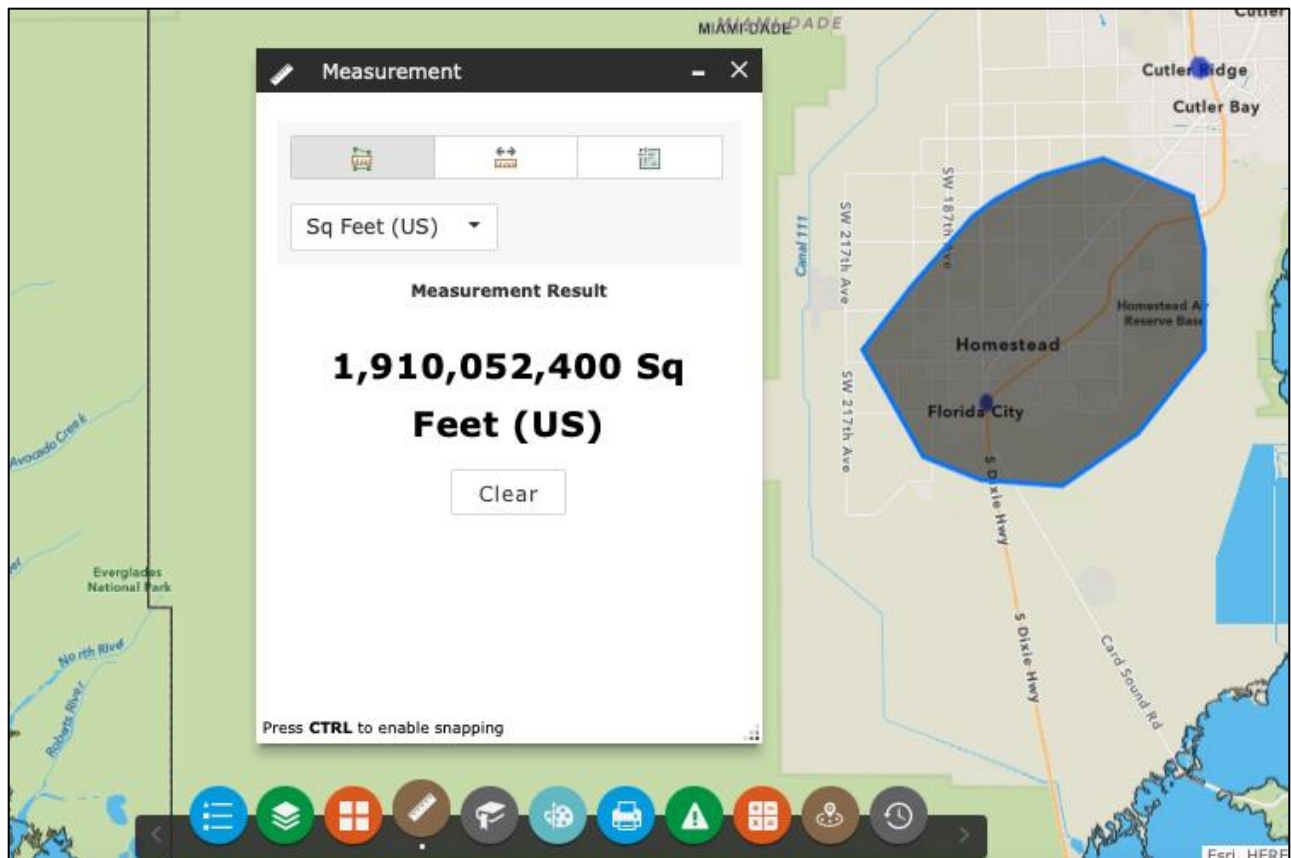 MIAMI-DADE
MIAMI-DADE
Cutler
Measurement
Cutler Ridge
Cutler Bay
SW 187th Ave
Sq Feet (US)
SW 217th Ave
Canal 111
Measurement Result
Homestead Air
Reserve Base
1,910,052,400 Sq
Feet (US)
Homestead
SW 217th Ave
Florida City
Avocado Creek
Clear
S Dixie Hwy
Everglades
National Park
North River
S Dixie Hwy
Card Sound Rd
Roberts River
Press CTRL to enable snapping
Esri, HERE